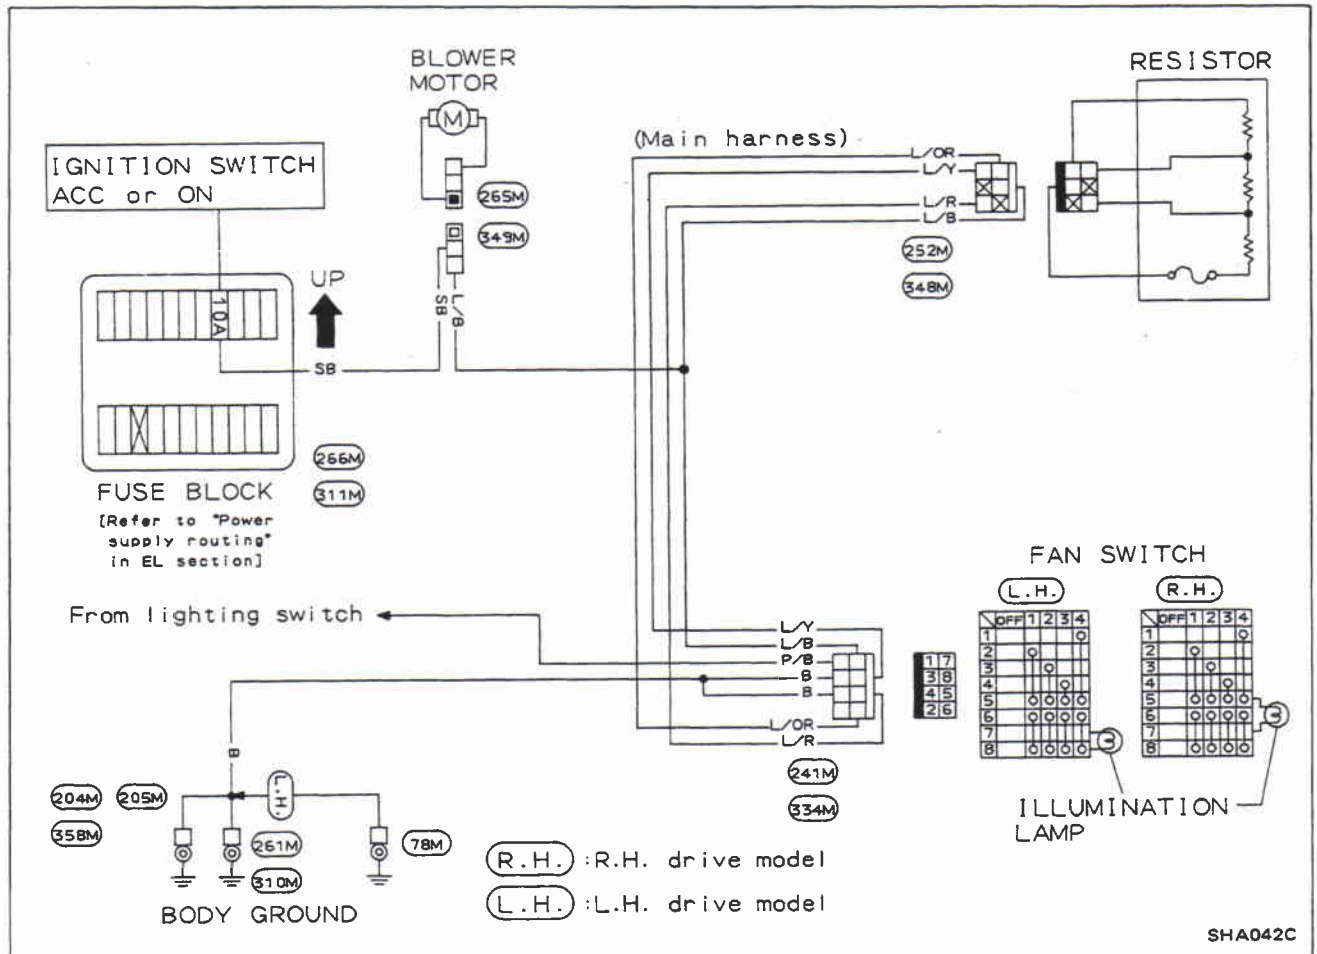 BLOWER
MOTOR
M
RESISTOR
IGNITION SWITCH
ACC or ON
(Main harness)
L/OR
L/Y
L/R
L/B
265M
349M
252M
348M
UP
10A
SB
L/B
SB
266M
311M
FUSE BLOCK
[Refer to "Power
supply routing"
in EL section]
FAN SWITCH
L.H.
R.H.
From lighting switch
L/Y
L/B
P/B
B
B
L/OR
L/R
1 7
3 8
4 5
2 6
OFF 1 2 3 4
1
2
3
4
5
6
7
8
OFF 1 2 3 4
1
2
3
4
5
6
7
8
241M
334M
ILLUMINATION
LAMP
B
204M 205M
358M
L.H.
261M
310M
78M
BODY GROUND
R.H. :R.H. drive model
L.H. :L.H. drive model
SHA042C